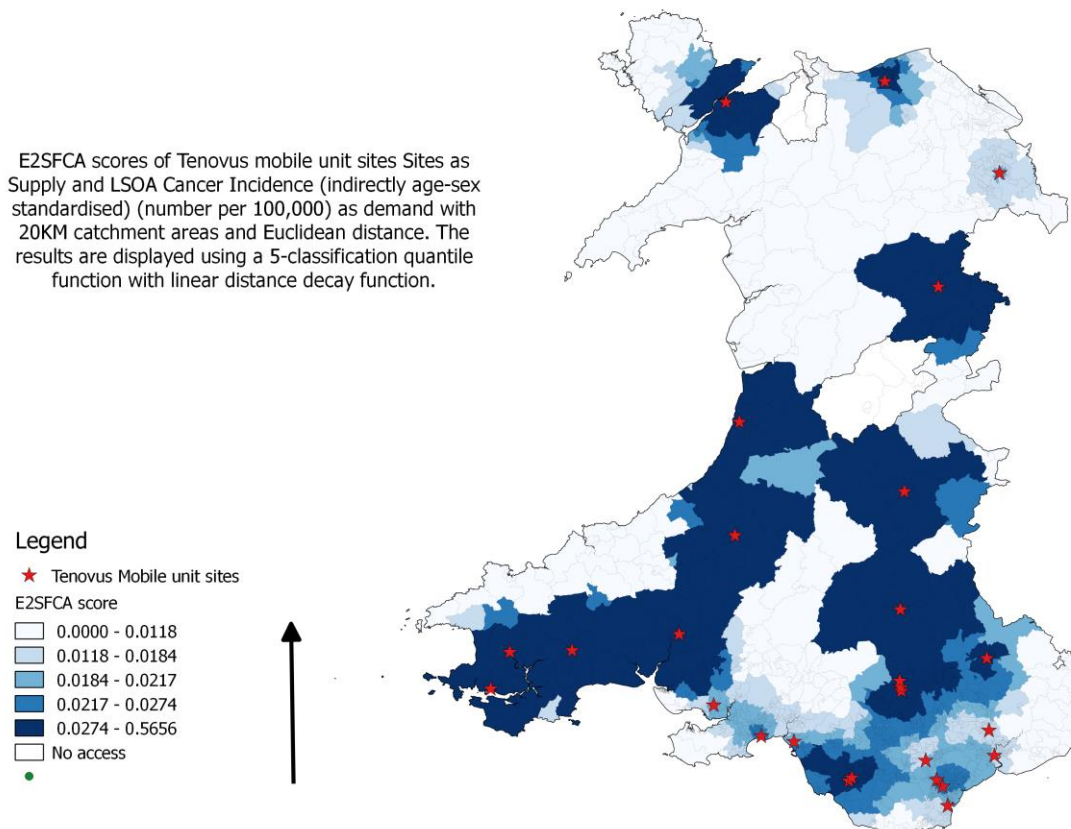 E2SFCA scores of Tenovus mobile unit sites Sites as
Supply and LSOA Cancer Incidence (indirectly age-sex
standardised) (number per 100,000) as demand with
20KM catchment areas and Euclidean distance. The
results are displayed using a 5-classification quantile
function with linear distance decay function.
Legend
Tenovus Mobile unit sites
E2SFCA score
0.0000 - 0.0118
0.0118 - 0.0184
0.0184 - 0.0217
0.0217 - 0.0274
0.0274 - 0.5656
No access